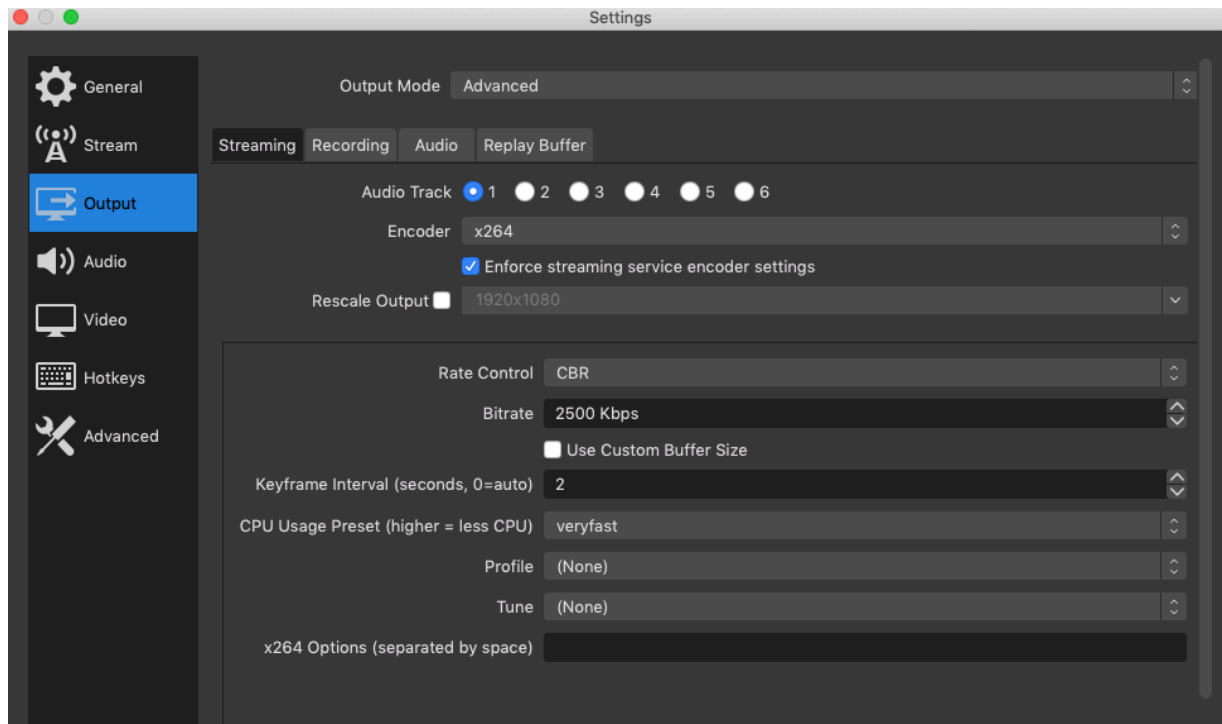 Settings
General
Stream
Output
Audio
Video
Hotkeys
Advanced
Output Mode Advanced
Streaming Recording Audio Replay Buffer
Audio Track 1 2 3 4 5 6
Encoder x264
Enforce streaming service encoder settings
Rescale Output 1920x1080
Rate Control CBR
Bitrate 2500 Kbps
Use Custom Buffer Size
Keyframe Interval (seconds, 0=auto) 2
CPU Usage Preset (higher = less CPU) veryfast
Profile (None)
Tune (None)
x264 Options (separated by space)